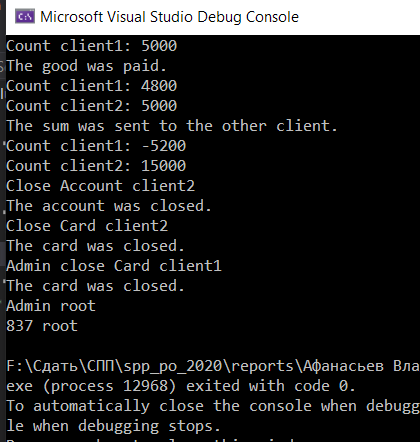 Microsoft Visual Studio Debug Console
Count client1: 5000
The good was paid.
Count client1: 4800
Count client2: 5000
The sum was sent to the other client.
Count client1: -5200
Count client2: 15000
Close Account client2
The account was closed.
Close Card client2
The card was closed.
Admin close Card client1
The card was closed.
Admin root
837 root
F:\Сдать\СПП\spp_po_2020\reports\Афанасьев Вла
exe (process 12968) exited with code 0.
To automatically close the console when debugg
le when debugging stops.